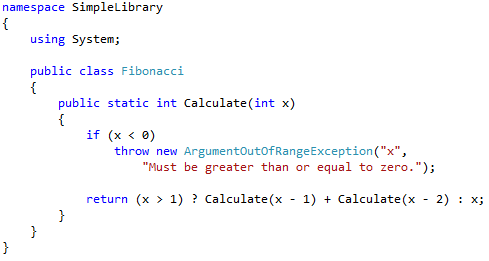 namespace SimpleLibrary
{
    using System;

    public class Fibonacci
    {
        public static int Calculate(int x)
        {
            if (x < 0)
                throw new ArgumentOutOfRangeException("x",
                    "Must be greater than or equal to zero.");

            return (x > 1) ? Calculate(x - 1) + Calculate(x - 2) : x;
        }
    }
}